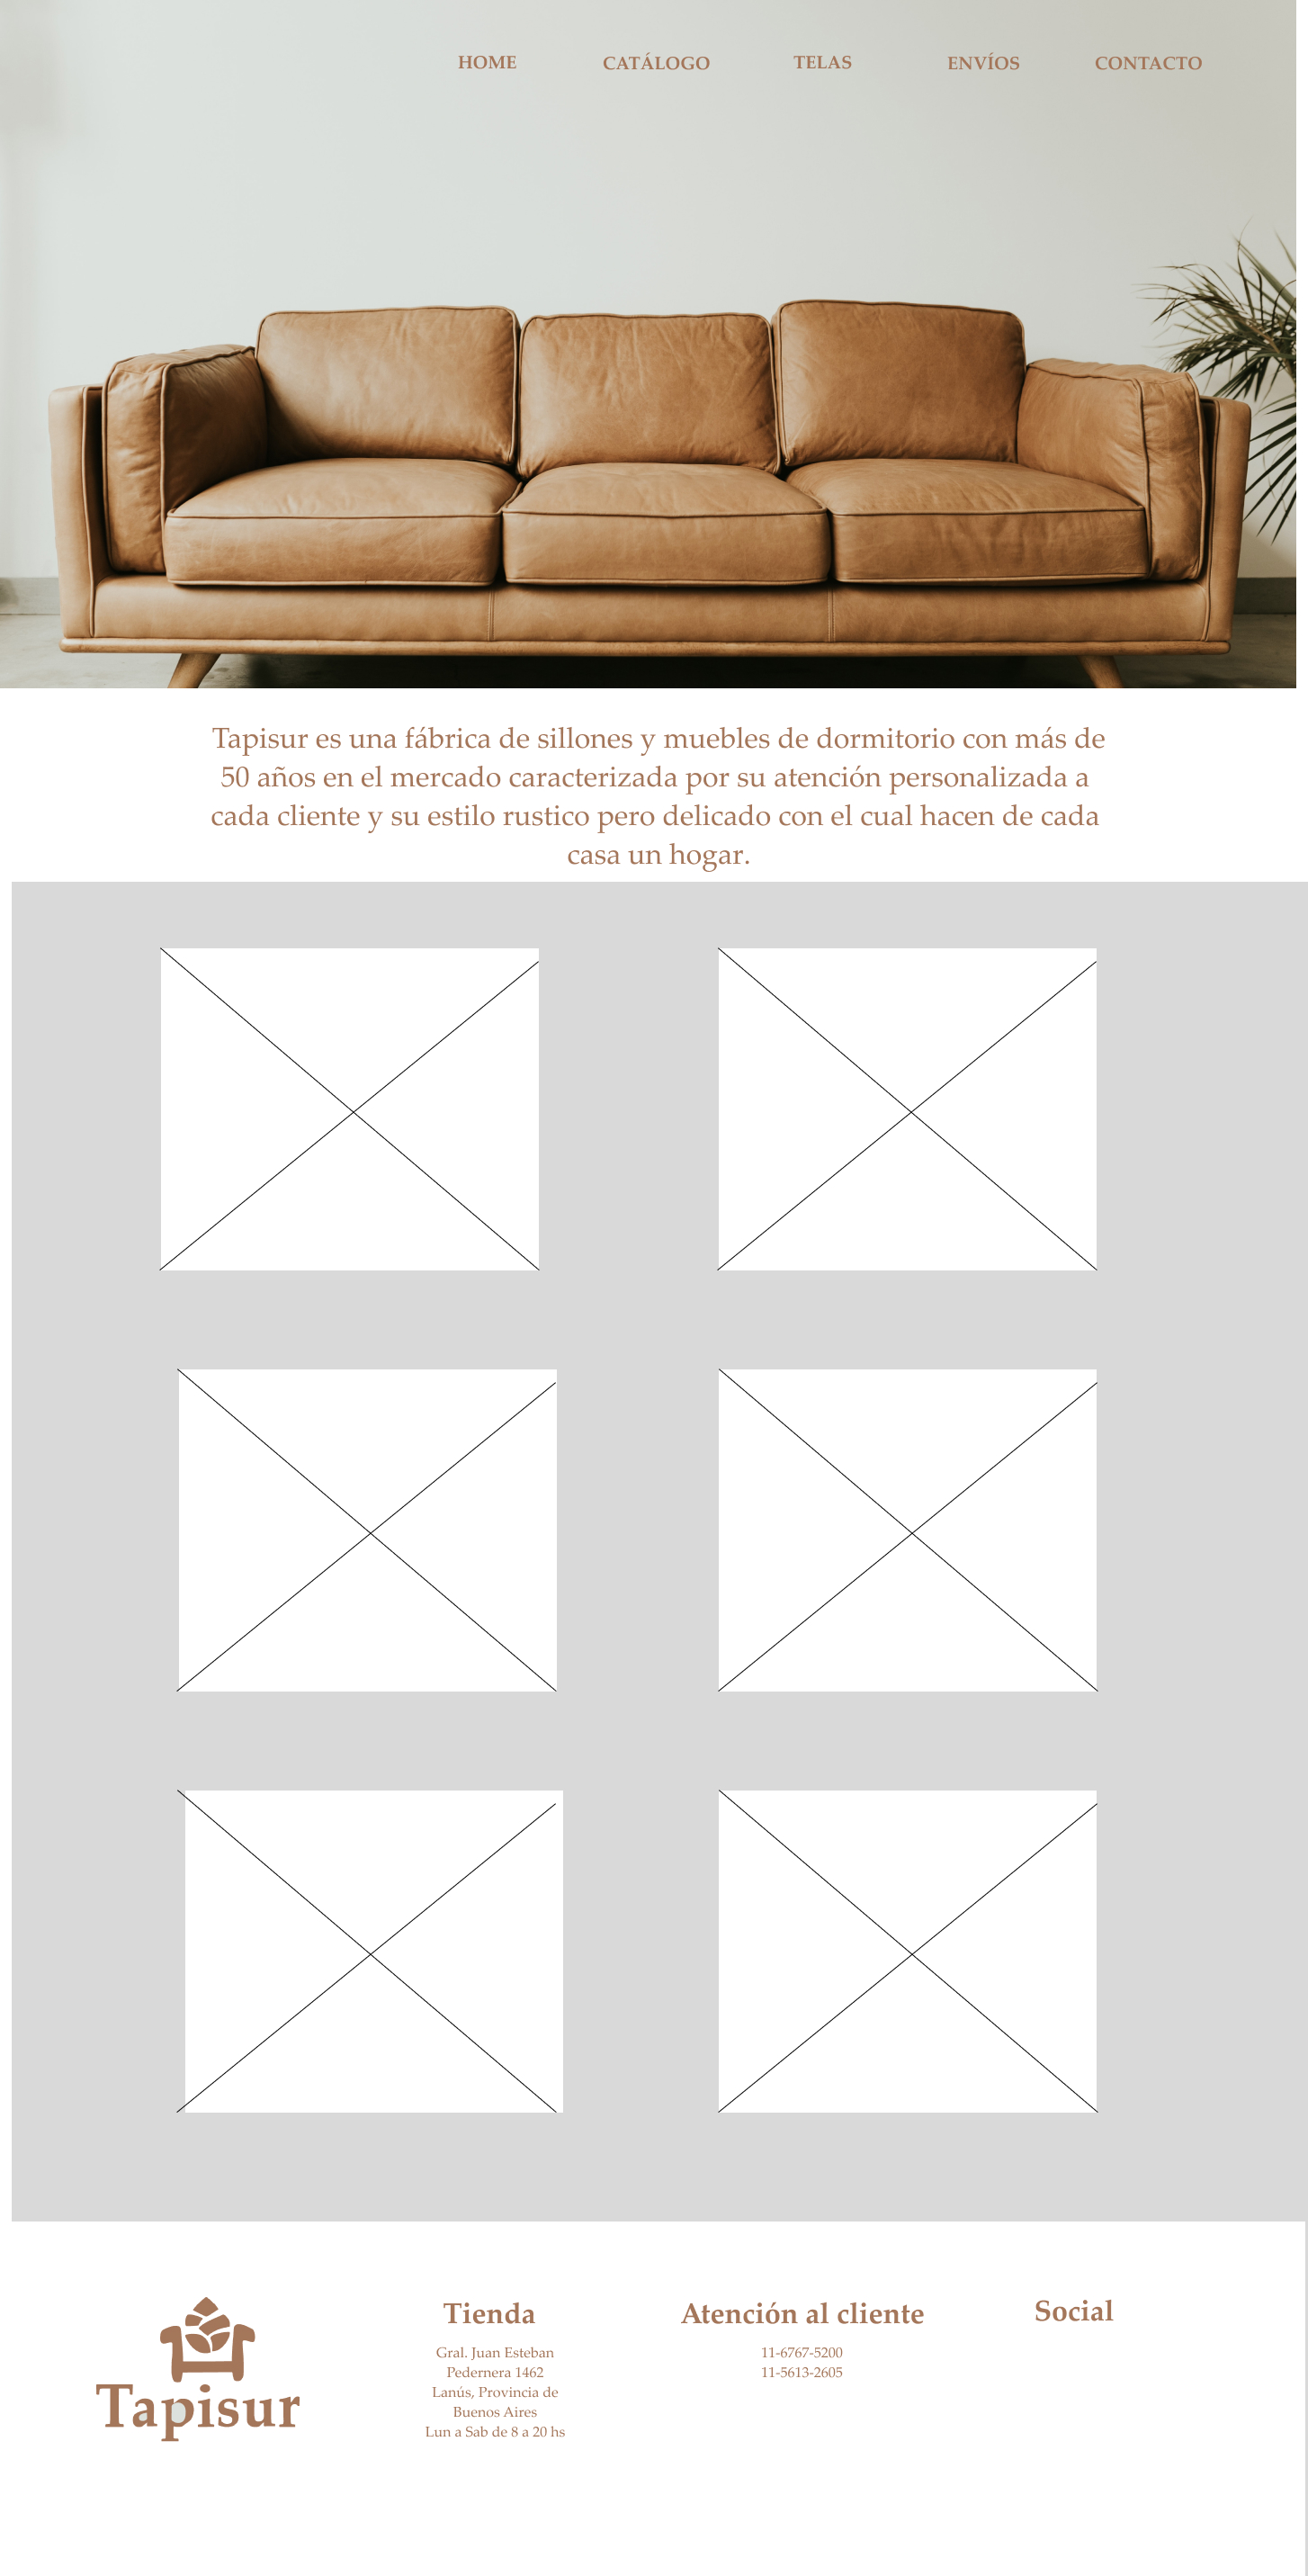 HOME CATÁLOGO TELAS ENVÍOS CONTACTO
Tapisur es una fábrica de sillones y muebles de dormitorio con más de
50 años en el mercado caracterizada por su atención personalizada a
cada cliente y su estilo rustico pero delicado con el cual hacen de cada
casa un hogar.
Tapisur
Tienda
Gral. Juan Esteban
Pedernera 1462
Lanús, Provincia de
Buenos Aires
Lun a Sab de 8 a 20 hs
Atención al cliente
11-6767-5200
11-5613-2605
Social